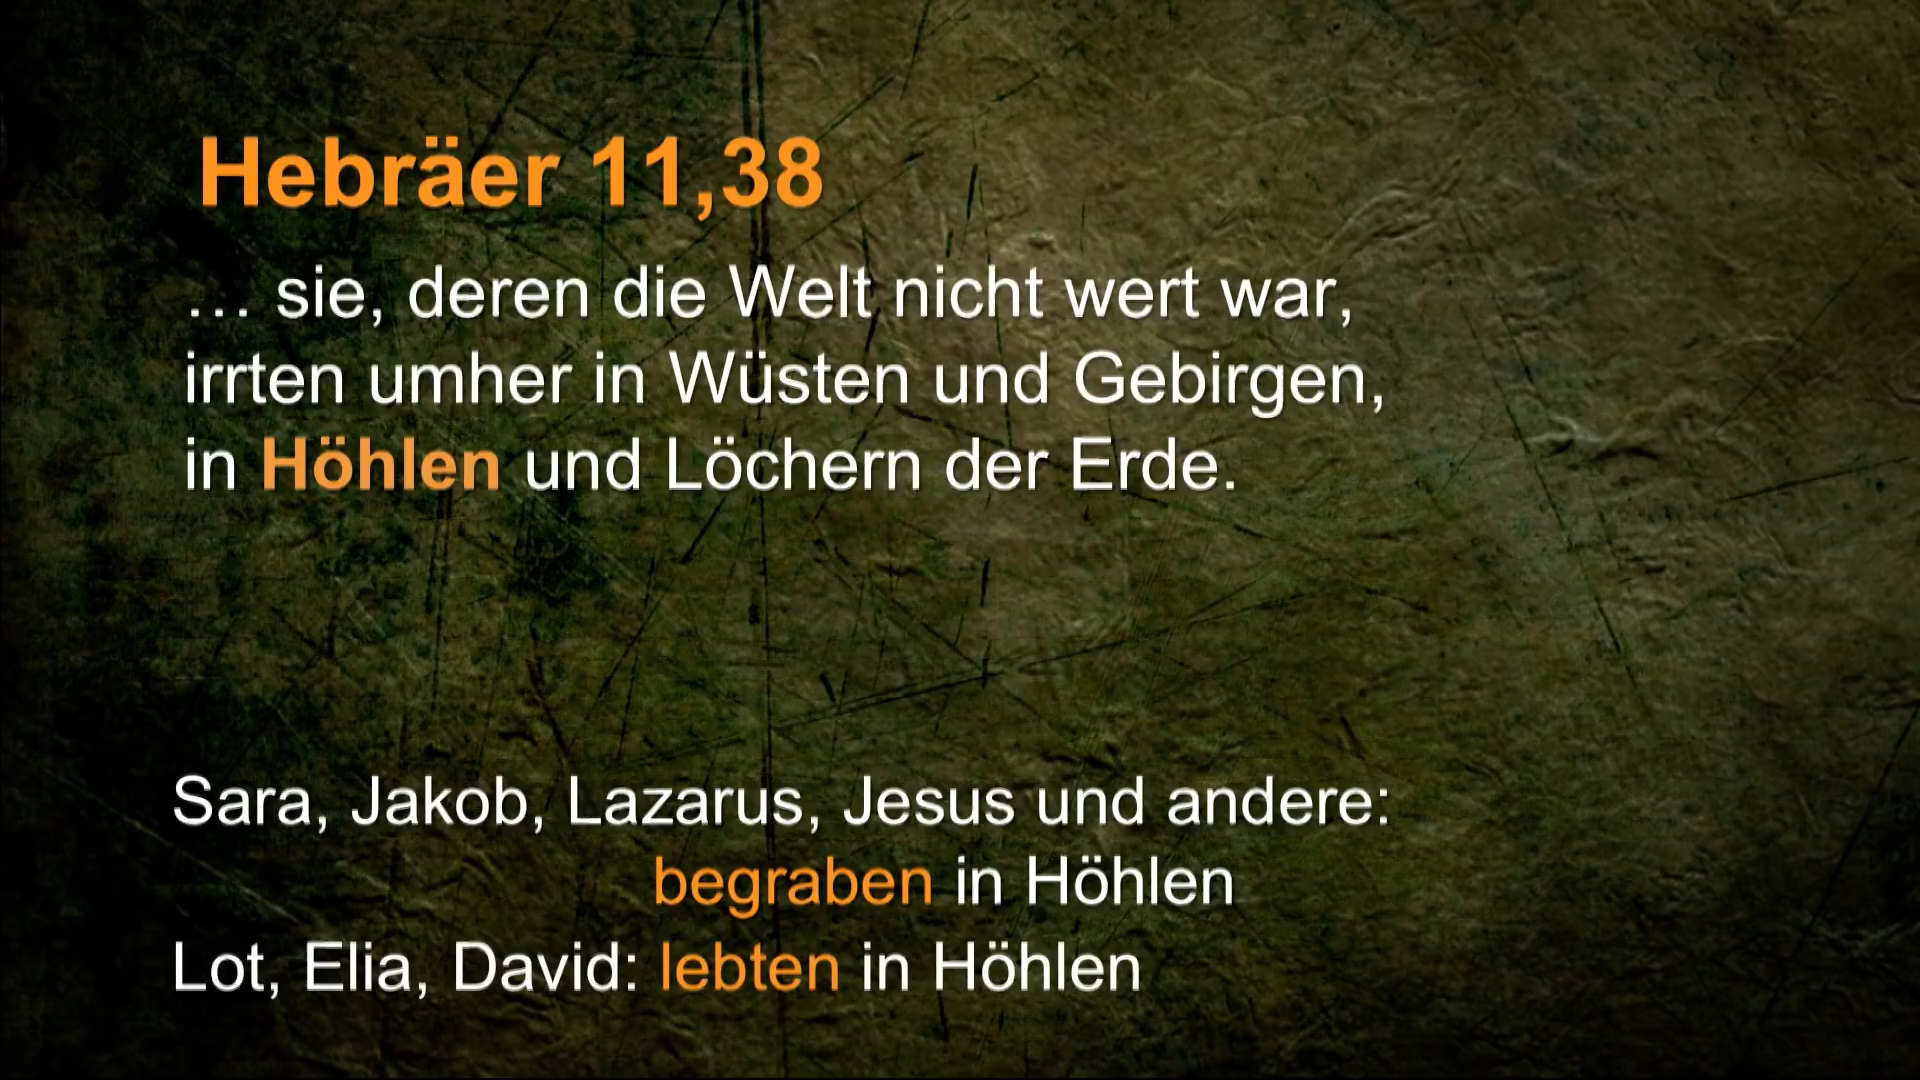 Hebräer 11,38
… sie, deren die Welt nicht wert war,
irrten umher in Wüsten und Gebirgen,
in Höhlen und Löchern der Erde.
Sara, Jakob, Lazarus, Jesus und andere:
begraben in Höhlen
Lot, Elia, David: lebten in Höhlen